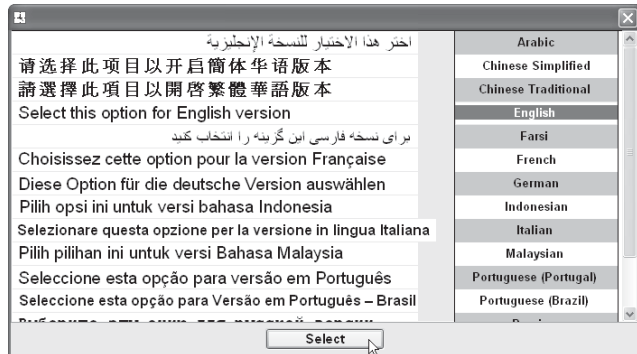 اختر هذا الاختيار للنسخة الإنجليزية Arabic
请选择此项目以开启簡体华语版本 Chinese Simplified
請選擇此項目以開啓繁體華語版本 Chinese Traditional
Select this option for English version English
برای نسخه فارسی این گزینه را انتخاب کنید Farsi
Choisissez cette option pour la version Française French
Diese Option für die deutsche Version auswählen German
Pilih opsi ini untuk versi bahasa Indonesia Indonesian
Selezionare questa opzione per la versione in lingua Italiana Italian
Pilih pilihan ini untuk versi Bahasa Malaysia Malaysian
Seleccione esta opção para versão em Português Portuguese (Portugal)
Seleccione esta opção para Versão em Português – Brasil Portuguese (Brazil)
Select